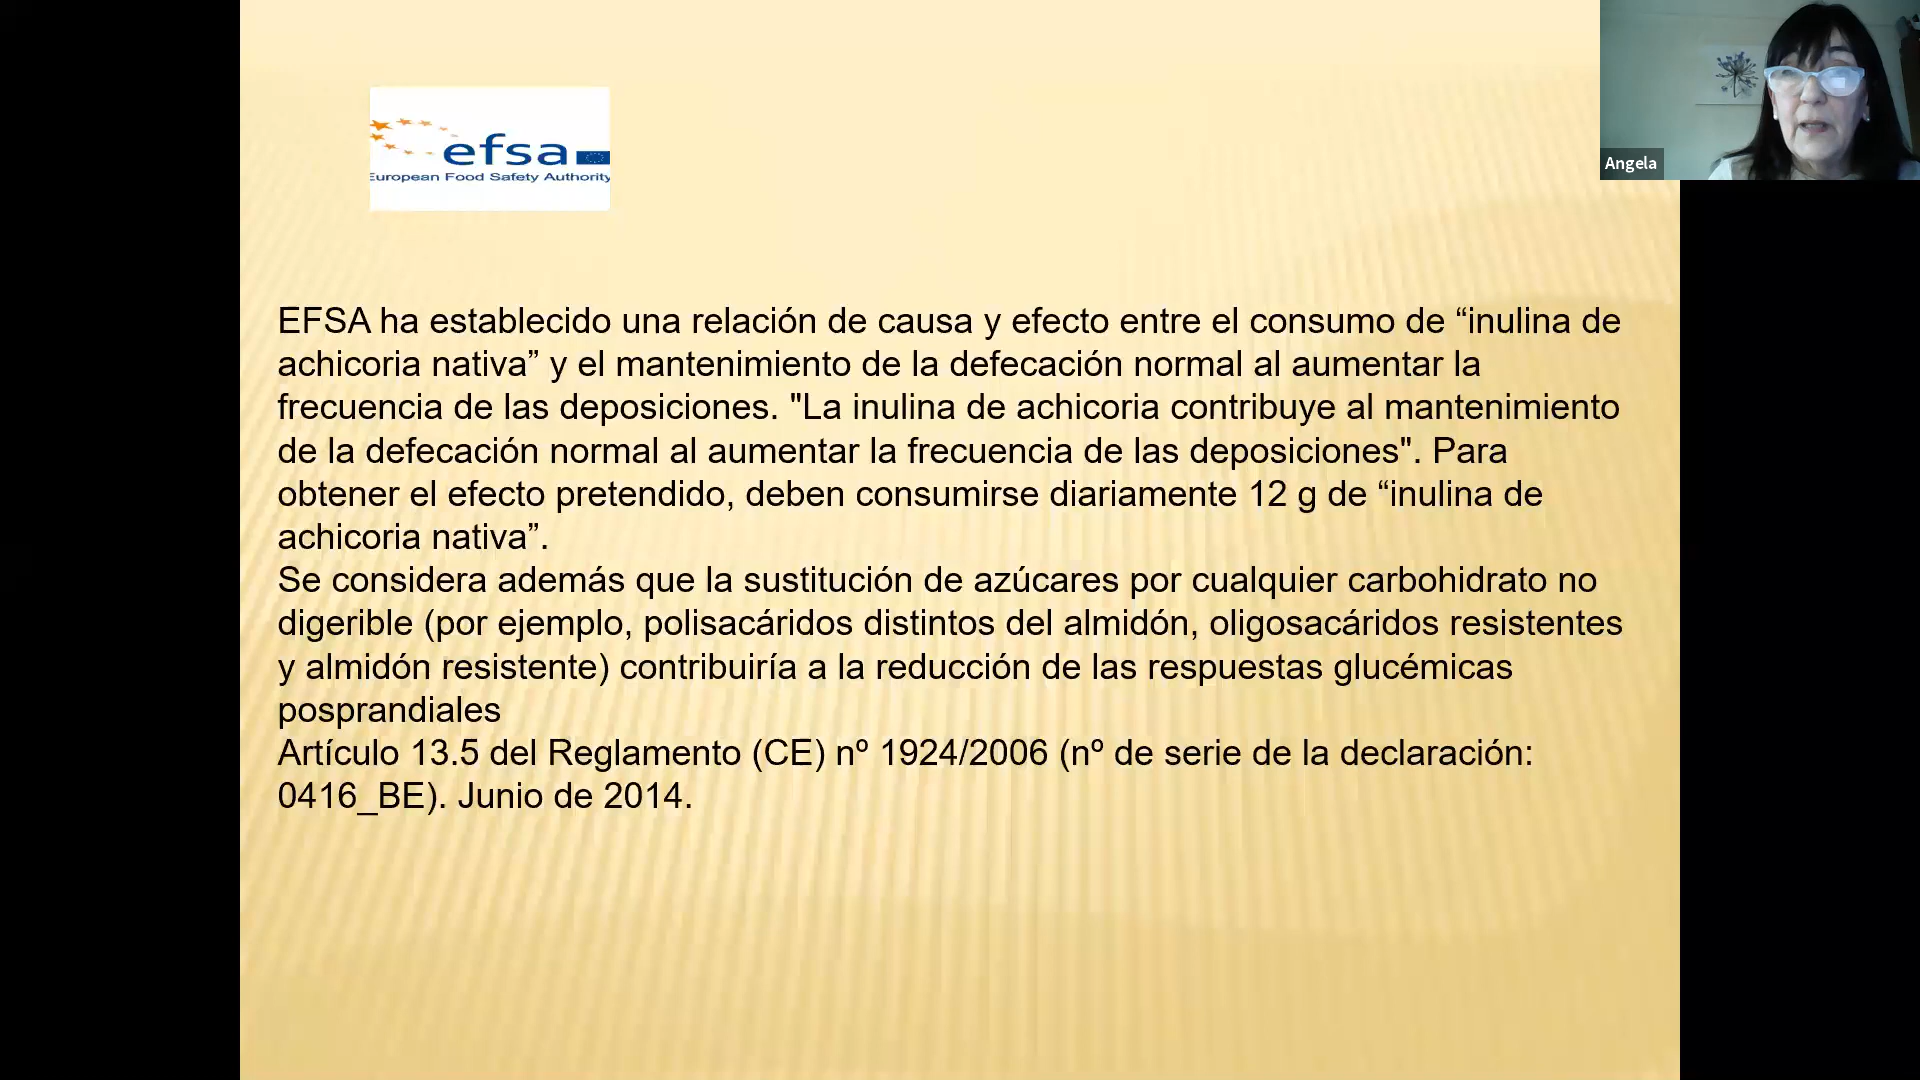 efsa
European Food Safety Authority
Angela
EFSA ha establecido una relación de causa y efecto entre el consumo de “inulina de
achicoria nativa” y el mantenimiento de la defecación normal al aumentar la
frecuencia de las deposiciones. "La inulina de achicoria contribuye al mantenimiento
de la defecación normal al aumentar la frecuencia de las deposiciones". Para
obtener el efecto pretendido, deben consumirse diariamente 12 g de “inulina de
achicoria nativa”.
Se considera además que la sustitución de azúcares por cualquier carbohidrato no
digerible (por ejemplo, polisacáridos distintos del almidón, oligosacáridos resistentes
y almidón resistente) contribuiría a la reducción de las respuestas glucémicas
posprandiales
Artículo 13.5 del Reglamento (CE) nº 1924/2006 (nº de serie de la declaración:
0416_BE). Junio de 2014.